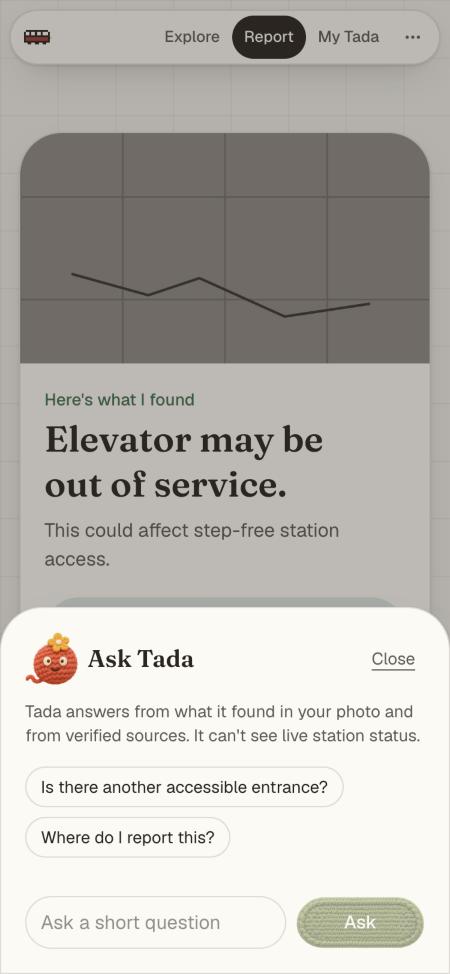 Explore Report My Tada
Here's what I found
Elevator may be
out of service.
This could affect step-free station
access.
Ask Tada
Close
Tada answers from what it found in your photo and
from verified sources. It can't see live station status.
Is there another accessible entrance?
Where do I report this?
Ask a short question
Ask